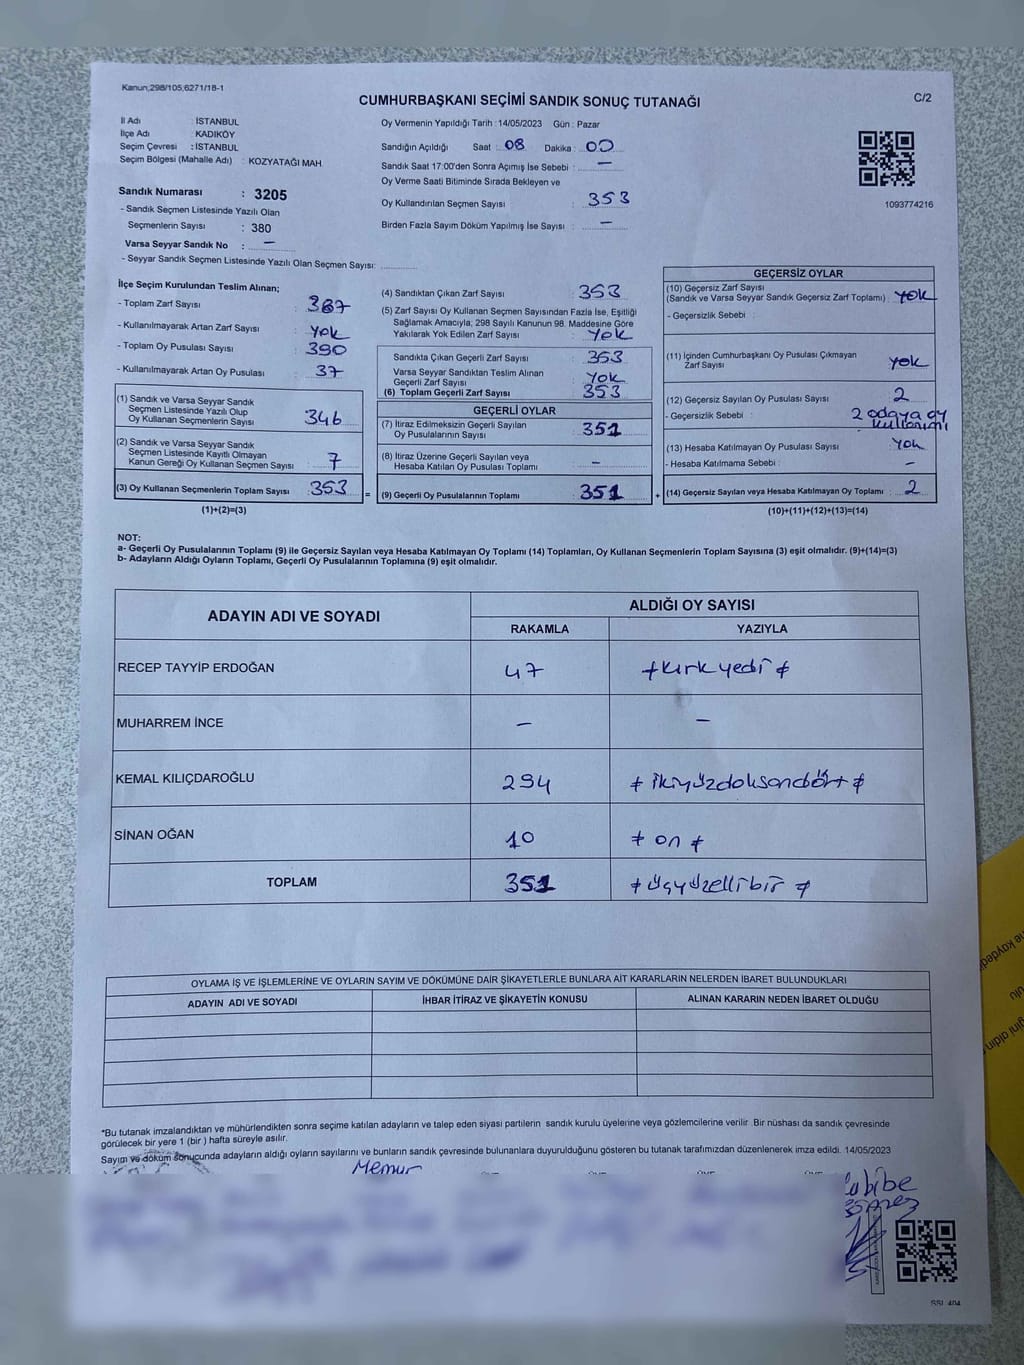 Kanun;298/105;6271/18-1
CUMHURBAŞKANI SEÇİMİ SANDIK SONUÇ TUTANAĞI
C/2
İl Adı : İSTANBUL
İlçe Adı : KADIKÖY
Seçim Çevresi : İSTANBUL
Seçim Bölgesi (Mahalle Adı) : KOZYATAĞI MAH.
Sandık Numarası : 3205
- Sandık Seçmen Listesinde Yazılı Olan
Seçmenlerin Sayısı : 380
Varsa Seyyar Sandık No : —
- Seyyar Sandık Seçmen Listesinde Yazılı Olan Seçmen Sayısı:
Oy Vermenin Yapıldığı Tarih : 14/05/2023 Gün : Pazar
Sandığın Açıldığı Saat : 08 Dakika : 00
Sandık Saat 17:00'den Sonra Açımış İse Sebebi : —
Oy Verme Saati Bitiminde Sırada Bekleyen ve
Oy Kullandırılan Seçmen Sayısı : 353
Birden Fazla Sayım Döküm Yapılmış İse Sayısı : —
1093774216
İlçe Seçim Kurulundan Teslim Alınan;
- Toplam Zarf Sayısı : 387
- Kullanılmayarak Artan Zarf Sayısı : Yok
- Toplam Oy Pusulası Sayısı : 390
- Kullanılmayarak Artan Oy Pusulası : 37
(1) Sandık ve Varsa Seyyar Sandık
Seçmen Listesinde Yazılı Olup
Oy Kullanan Seçmenlerin Sayısı : 346
(2) Sandık ve Varsa Seyyar Sandık
Seçmen Listesinde Kayıtlı Olmayan
Kanun Gereği Oy Kullanan Seçmen Sayısı : 7
(3) Oy Kullanan Seçmenlerin Toplam Sayısı : 353
(1)+(2)=(3)
(4) Sandıktan Çıkan Zarf Sayısı : 353
(5) Zarf Sayısı Oy Kullanan Seçmen Sayısından Fazla İse, Eşitliği
Sağlamak Amacıyla; 298 Sayılı Kanunun 98. Maddesine Göre
Yakılarak Yok Edilen Zarf Sayısı : Yok
Sandıkta Çıkan Geçerli Zarf Sayısı : 353
Varsa Seyyar Sandıktan Teslim Alınan
Geçerli Zarf Sayısı : Yok
(6) Toplam Geçerli Zarf Sayısı : 353
GEÇERLİ OYLAR
(7) İtiraz Edilmeksizin Geçerli Sayılan
Oy Pusulalarının Sayısı : 351
(8) İtiraz Üzerine Geçerli Sayılan veya
Hesaba Katılan Oy Pusulası Toplamı : —
= (9) Geçerli Oy Pusulalarının Toplamı : 351
GEÇERSİZ OYLAR
(10) Geçersiz Zarf Sayısı
(Sandık ve Varsa Seyyar Sandık Geçersiz Zarf Toplamı) : Yok
- Geçersizlik Sebebi :
(11) İçinden Cumhurbaşkanı Oy Pusulası Çıkmayan
Zarf Sayısı : Yok
(12) Geçersiz Sayılan Oy Pusulası Sayısı : 2
- Geçersizlik Sebebi : 2 adaya oy
kullanımı
(13) Hesaba Katılmayan Oy Pusulası Sayısı : Yok
- Hesaba Katılmama Sebebi : —
+ (14) Geçersiz Sayılan veya Hesaba Katılmayan Oy Toplamı : 2
(10)+(11)+(12)+(13)=(14)
NOT:
a- Geçerli Oy Pusulalarının Toplamı (9) ile Geçersiz Sayılan veya Hesaba Katılmayan Oy Toplamı (14) Toplamları, Oy Kullanan Seçmenlerin Toplam Sayısına (3) eşit olmalıdır. (9)+(14)=(3)
b- Adayların Aldığı Oyların Toplamı, Geçerli Oy Pusulalarının Toplamına (9) eşit olmalıdır.
ADAYIN ADI VE SOYADI
ALDIĞI OY SAYISI
RAKAMLA YAZIYLA
RECEP TAYYİP ERDOĞAN 47 kırkyedi
MUHARREM İNCE — —
KEMAL KILIÇDAROĞLU 294 ikiyüzdoksandört
SİNAN OĞAN 10 on
TOPLAM 351 üçyüzellibir
OYLAMA İŞ VE İŞLEMLERİNE VE OYLARIN SAYIM VE DÖKÜMÜNE DAİR ŞİKAYETLERLE BUNLARA AİT KARARLARIN NELERDEN İBARET BULUNDUKLARI
ADAYIN ADI VE SOYADI İHBAR İTİRAZ VE ŞİKAYETİN KONUSU ALINAN KARARIN NEDEN İBARET OLDUĞU
*Bu tutanak imzalandıktan ve mühürlendikten sonra seçime katılan adayların ve talep eden siyasi partilerin sandık kurulu üyelerine veya gözlemcilerine verilir. Bir nüshası da sandık çevresinde
görülecek bir yere 1 (bir) hafta süreyle asılır.
Sayım ve döküm sonucunda adayların aldığı oyların sayılarını ve bunların sandık çevresinde bulunanlara duyurulduğunu gösteren bu tutanak tarafımızdan düzenlenerek imza edildi. 14/05/2023
Memur